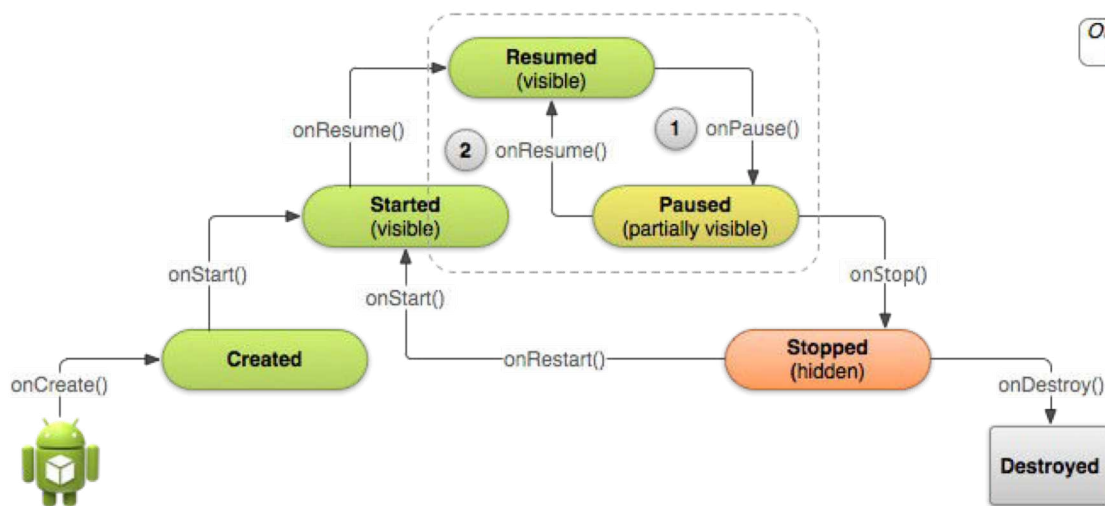 Resumed
(visible)
onResume()
2
onResume()
1
onPause()
Started
(visible)
Paused
(partially visible)
onStart()
onStart()
onStop()
Created
onRestart()
Stopped
(hidden)
onCreate()
onDestroy()
Destroyed